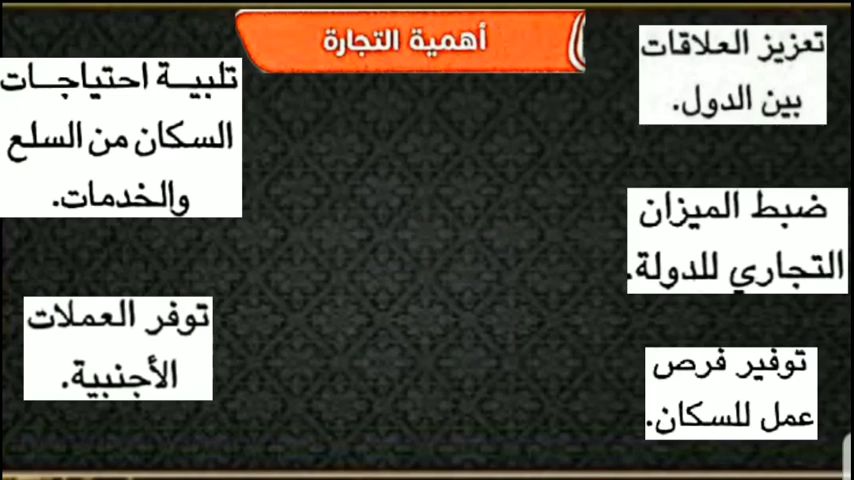 أهمية التجارة
تعزيز العلاقات
بين الدول.
ضبط الميزان
التجاري للدولة.
توفير فرص
عمل للسكان.
تلبيـة احتياجـات
السكان من السلع
والخدمات.
توفر العملات
الأجنبية.